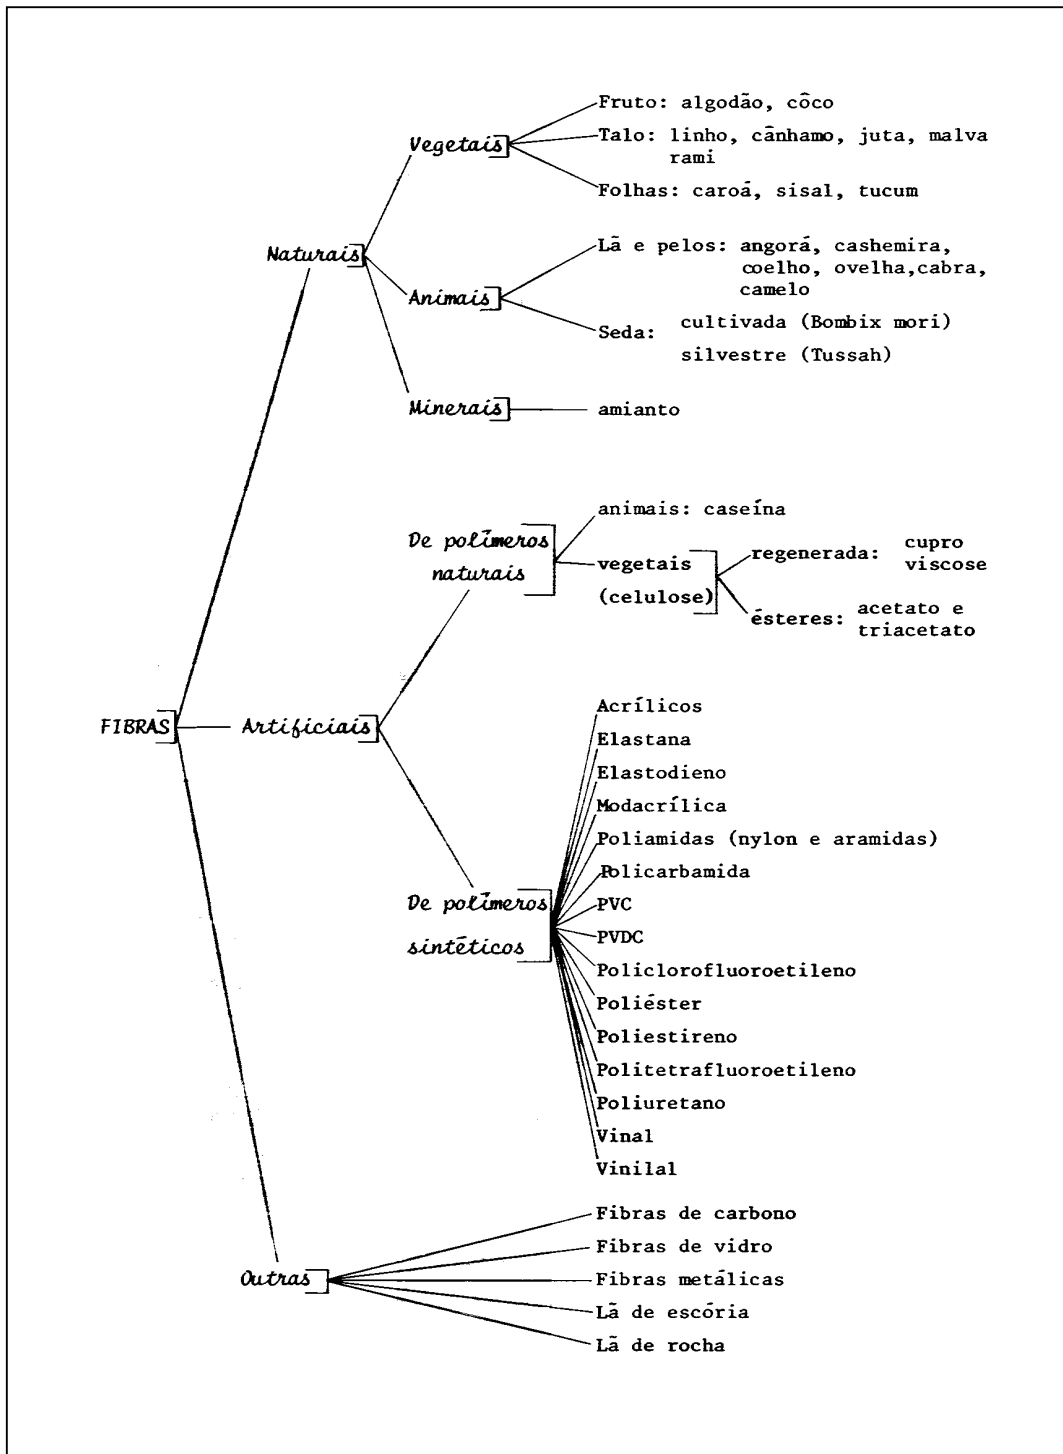 Fruto: algodão, côco
Talo: linho, cânhamo, juta, malva
rami
Vegetais
Folhas: caroá, sisal, tucum
Naturais
Lã e pelos: angorá, cashemira,
coelho, ovelha,cabra,
camelo
Animais
Seda: cultivada (Bombix mori)
silvestre (Tussah)
Minerais
amianto
De polímeros
naturais
animais: caseína
vegetais
(celulose)
regenerada: cupro
viscose
ésteres: acetato e
triacetato
FIBRAS
Artificiais
De polímeros
sintéticos
Acrílicos
Elastana
Elastodieno
Modacrílica
Poliamidas (nylon e aramidas)
Policarbamida
PVC
PVDC
Policlorofluoroetileno
Poliéster
Poliestireno
Politetrafluoroetileno
Poliuretano
Vinal
Vinilal
Outras
Fibras de carbono
Fibras de vidro
Fibras metálicas
Lã de escória
Lã de rocha